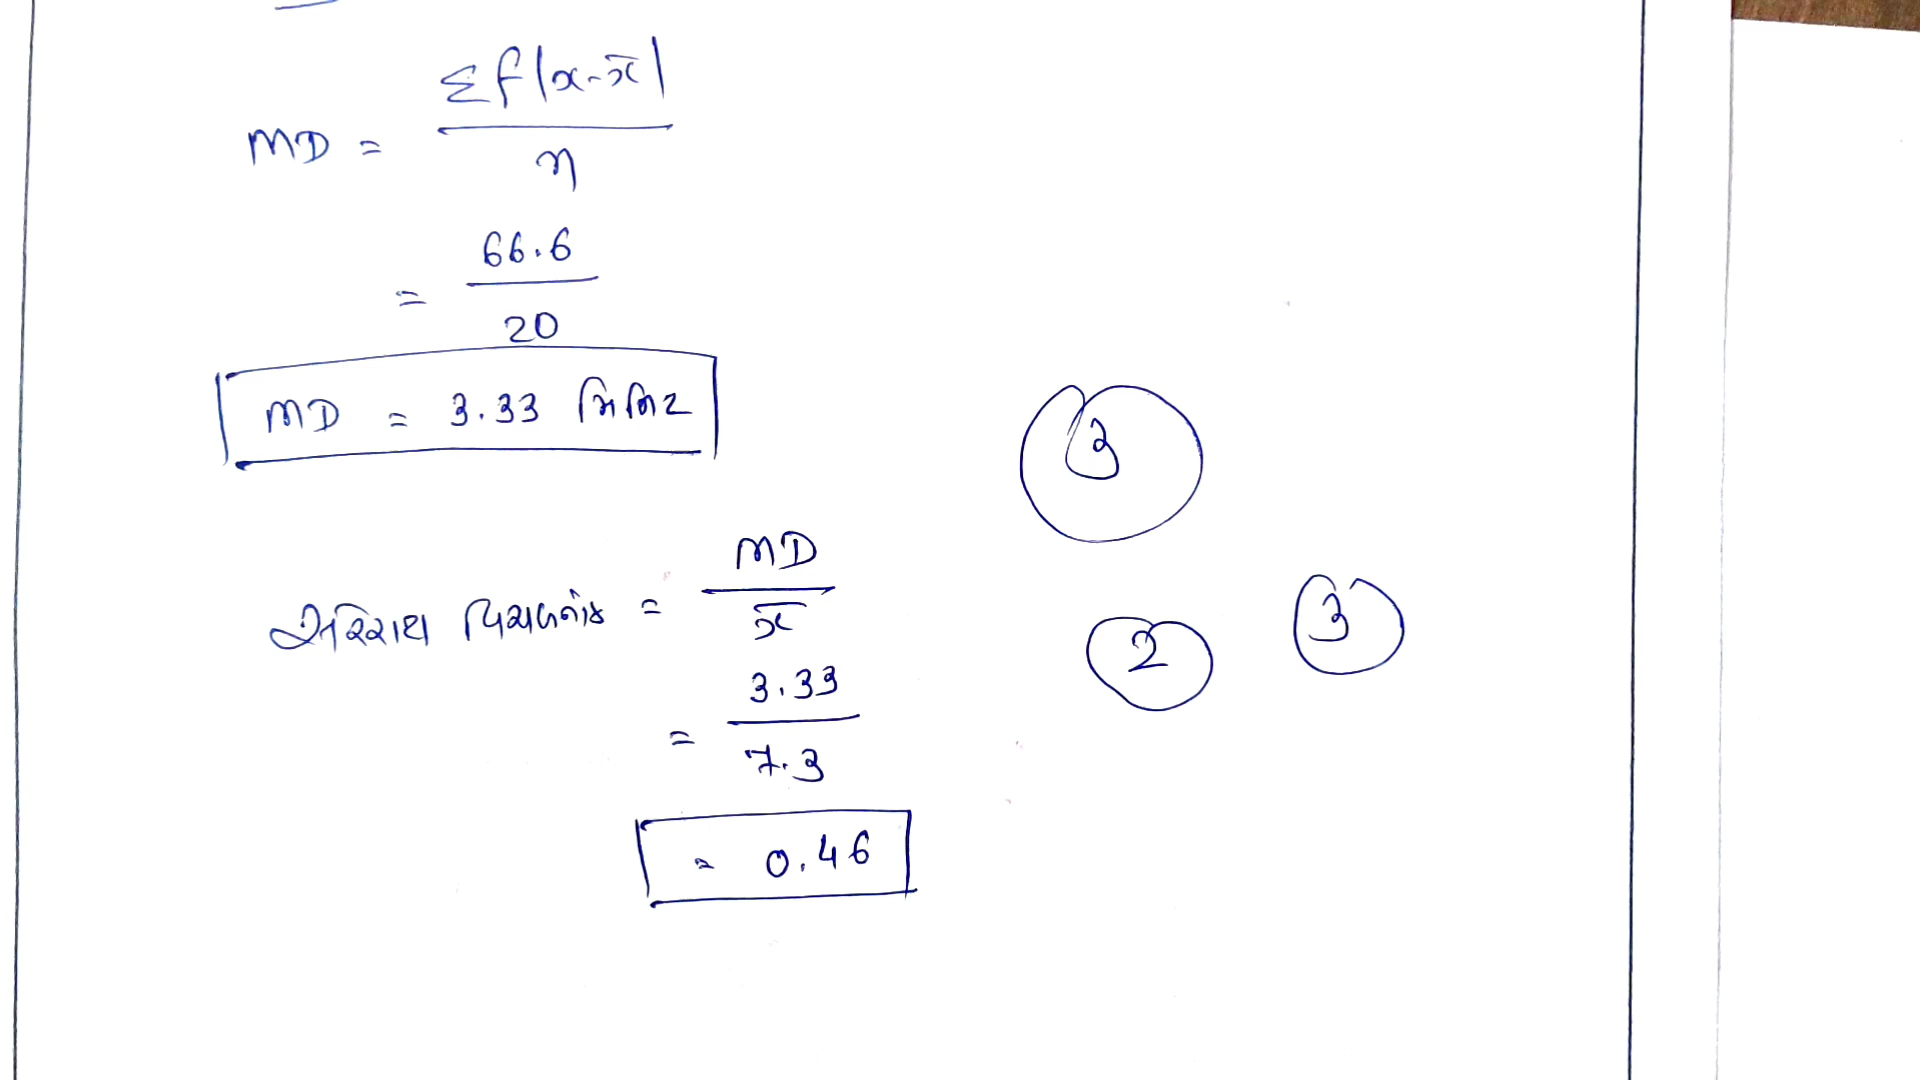 MD = Σf|x-x̄| / n
= 66.6 / 20
MD = 3.33 મિનિટ
3
સરેરાશ વિચલનાંક = MD / x̄
2
3
= 3.33 / 7.3
= 0.46